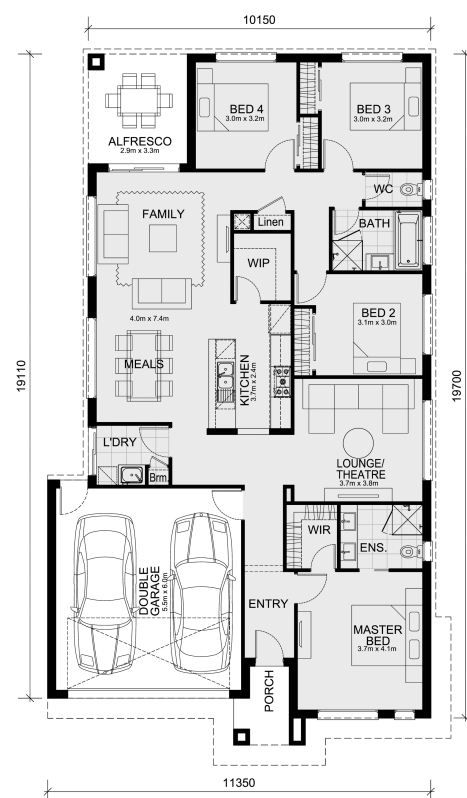 10150
BED 4
3.0m x 3.2m
BED 3
3.0m x 3.2m
ALFRESCO
2.9m x 3.3m
WC
FAMILY
Linen
BATH
WIP
4.0m x 7.4m
BED 2
3.1m x 3.0m
19110
19700
MEALS
KITCHEN
3.7m x 2.4m
L'DRY
Brm.
LOUNGE/
THEATRE
3.7m x 3.8m
WIR
ENS.
DOUBLE
GARAGE
5.5m x 6.0m
ENTRY
MASTER
BED
3.7m x 4.1m
PORCH
11350